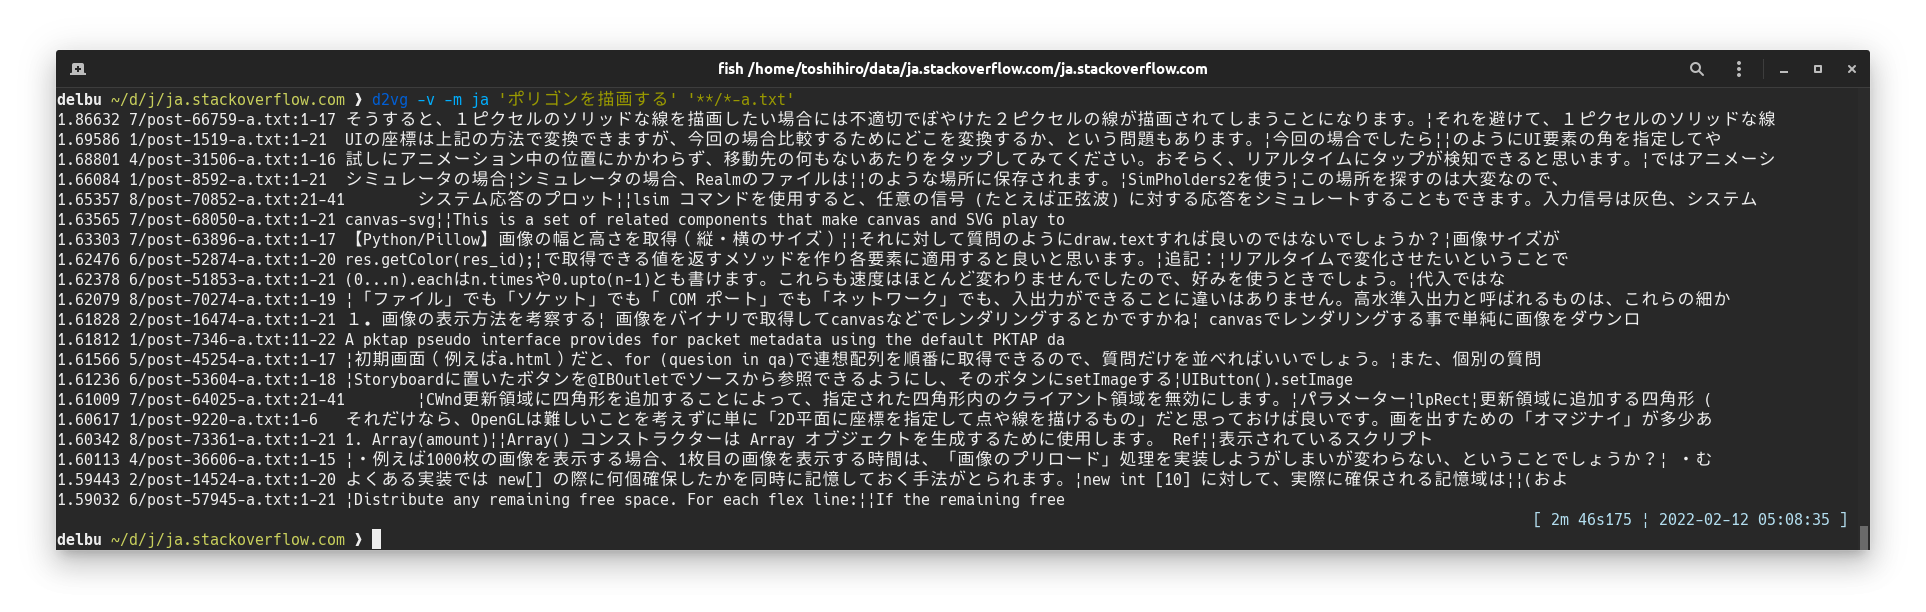 fish /home/toshihiro/data/ja.stackoverflow.com/ja.stackoverflow.com
delbu ~/d/j/ja.stackoverflow.com ❯ d2vg -v -m ja 'ポリゴンを描画する' '**/*-a.txt'
1.86632 7/post-66759-a.txt:1-17 そうすると、１ピクセルのソリッドな線を描画したい場合には不適切でぼやけた２ピクセルの線が描画されてしまうことになります。¦それを避けて、１ピクセルのソリッドな線
1.69586 1/post-1519-a.txt:1-21  UIの座標は上記の方法で変換できますが、今回の場合比較するためにどこを変換するか、という問題もあります。¦今回の場合でしたら¦¦のようにUI要素の角を指定してや
1.68801 4/post-31506-a.txt:1-16 試しにアニメーション中の位置にかかわらず、移動先の何もないあたりをタップしてみてください。おそらく、リアルタイムにタップが検知できると思います。¦ではアニメーシ
1.66084 1/post-8592-a.txt:1-21  シミュレータの場合¦シミュレータの場合、Realmのファイルは¦¦のような場所に保存されます。¦SimPholders2を使う¦この場所を探すのは大変なので、
1.65357 8/post-70852-a.txt:21-41        システム応答のプロット¦¦lsim コマンドを使用すると、任意の信号 (たとえば正弦波) に対する応答をシミュレートすることもできます。入力信号は灰色、システム
1.63565 7/post-68050-a.txt:1-21 canvas-svg¦¦This is a set of related components that make canvas and SVG play to
1.63303 7/post-63896-a.txt:1-17 【Python/Pillow】画像の幅と高さを取得（縦・横のサイズ）¦¦それに対して質問のようにdraw.textすれば良いのではないでしょうか？¦画像サイズが
1.62476 6/post-52874-a.txt:1-20 res.getColor(res_id);¦で取得できる値を返すメソッドを作り各要素に適用すると良いと思います。¦追記：¦リアルタイムで変化させたいということで
1.62378 6/post-51853-a.txt:1-21 (0...n).eachはn.timesや0.upto(n-1)とも書けます。これらも速度はほとんど変わりませんでしたので、好みを使うときでしょう。¦代入ではな
1.62079 8/post-70274-a.txt:1-19 ¦「ファイル」でも「ソケット」でも「 COM ポート」でも「ネットワーク」でも、入出力ができることに違いはありません。高水準入出力と呼ばれるものは、これらの細か
1.61828 2/post-16474-a.txt:1-21 １．画像の表示方法を考察する¦ 画像をバイナリで取得してcanvasなどでレンダリングするとかですかね¦ canvasでレンダリングする事で単純に画像をダウンロ
1.61812 1/post-7346-a.txt:11-22 A pktap pseudo interface provides for packet metadata using the default PKTAP da
1.61566 5/post-45254-a.txt:1-17 ¦初期画面（例えばa.html）だと、for (quesion in qa)で連想配列を順番に取得できるので、質問だけを並べればいいでしょう。¦また、個別の質問
1.61236 6/post-53604-a.txt:1-18 ¦Storyboardに置いたボタンを@IBOutletでソースから参照できるようにし、そのボタンにsetImageする¦UIButton().setImage
1.61009 7/post-64025-a.txt:21-41        ¦CWnd更新領域に四角形を追加することによって、指定された四角形内のクライアント領域を無効にします。¦パラメーター¦lpRect¦更新領域に追加する四角形（
1.60617 1/post-9220-a.txt:1-6   それだけなら、OpenGLは難しいことを考えずに単に「2D平面に座標を指定して点や線を描けるもの」だと思っておけば良いです。画を出すための「オマジナイ」が多少あ
1.60342 8/post-73361-a.txt:1-21 1. Array(amount)¦¦Array() コンストラクターは Array オブジェクトを生成するために使用します。 Ref¦¦表示されているスクリプト
1.60113 4/post-36606-a.txt:1-15 ¦・例えば1000枚の画像を表示する場合、1枚目の画像を表示する時間は、「画像のプリロード」処理を実装しようがしまいが変わらない、ということでしょうか？¦ ・む
1.59443 2/post-14524-a.txt:1-20 よくある実装では new[] の際に何個確保したかを同時に記憶しておく手法がとられます。¦new int [10] に対して、実際に確保される記憶域は¦¦(およ
1.59032 6/post-57945-a.txt:1-21 ¦Distribute any remaining free space. For each flex line:¦¦If the remaining free
[ 2m 46s175 ¦ 2022-02-12 05:08:35 ]
delbu ~/d/j/ja.stackoverflow.com ❯